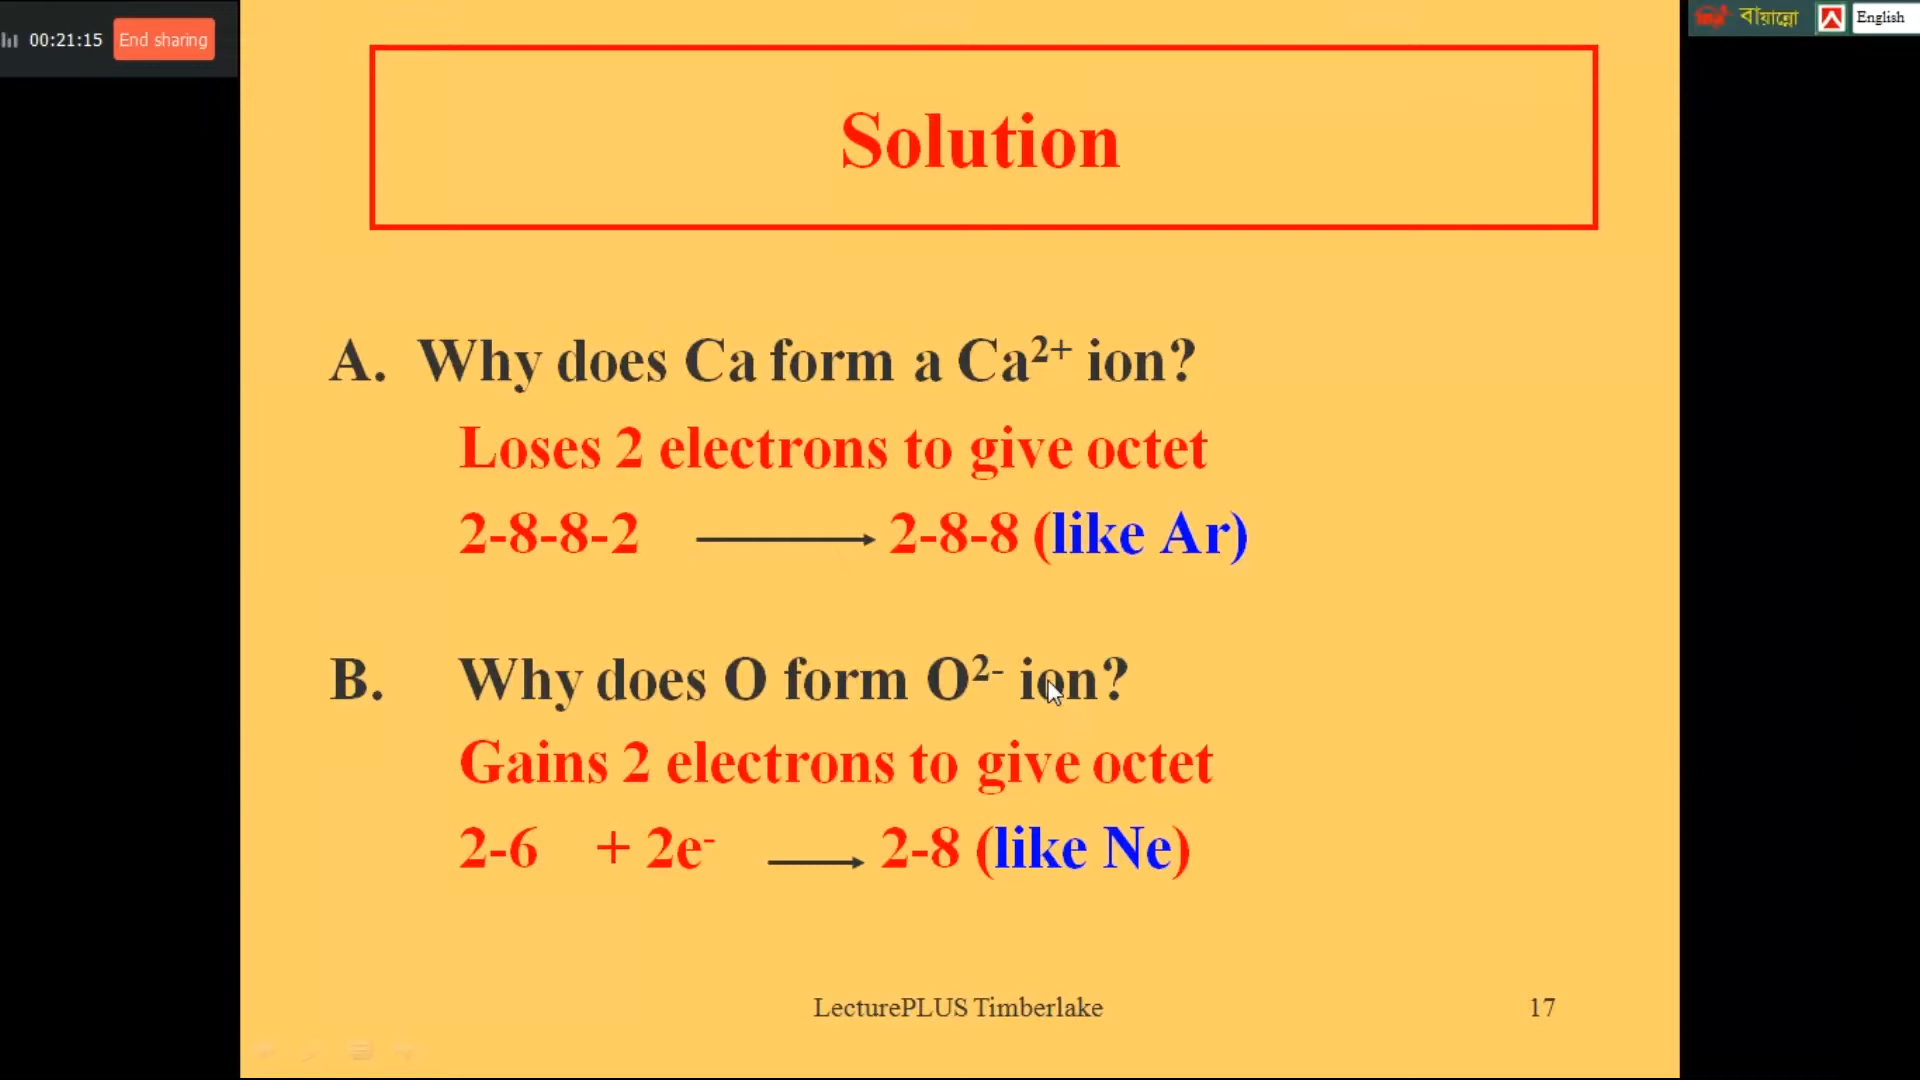 00:21:15 End sharing
বায়ান্নো English
Solution
A. Why does Ca form a Ca²⁺ ion?
Loses 2 electrons to give octet
2-8-8-2 → 2-8-8 (like Ar)
B. Why does O form O²⁻ ion?
Gains 2 electrons to give octet
2-6 + 2e⁻ → 2-8 (like Ne)
LecturePLUS Timberlake 17